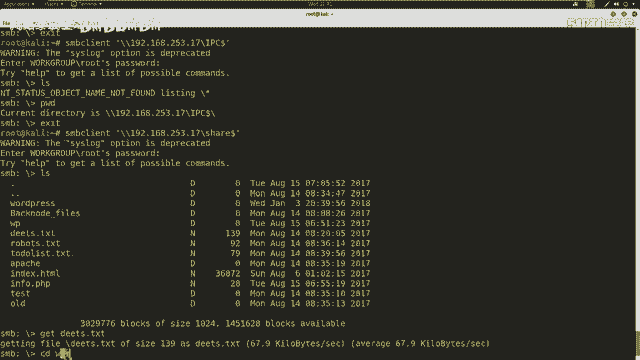 Applications Places Terminal
smb: \> exit
root@kali:~# smbclient '\\192.168.253.17\IPC$'
WARNING: The "syslog" option is deprecated
Enter WORKGROUP\root's password:
Try "help" to get a list of possible commands.
smb: \> ls
NT_STATUS_OBJECT_NAME_NOT_FOUND listing \*
smb: \> pwd
Current directory is \\192.168.253.17\IPC$\
smb: \> exit
root@kali:~# smbclient '\\192.168.253.17\share$'
WARNING: The "syslog" option is deprecated
Enter WORKGROUP\root's password:
Try "help" to get a list of possible commands.
smb: \> ls
. D 0 Tue Aug 15 07:05:52 2017
.. D 0 Mon Aug 14 08:34:47 2017
wordpress D 0 Wed Jan 3 20:39:56 2018
Backnode_files D 0 Mon Aug 14 08:08:26 2017
wp D 0 Tue Aug 15 06:51:23 2017
deets.txt N 139 Mon Aug 14 08:20:05 2017
robots.txt N 92 Mon Aug 14 08:36:14 2017
todolist.txt N 79 Mon Aug 14 08:39:56 2017
apache D 0 Mon Aug 14 08:35:19 2017
index.html N 36072 Sun Aug 6 01:02:15 2017
info.php N 20 Tue Aug 15 06:55:19 2017
test D 0 Mon Aug 14 08:35:10 2017
old D 0 Mon Aug 14 08:35:13 2017
3029776 blocks of size 1024. 1451628 blocks available
smb: \> get deets.txt
getting file \deets.txt of size 139 as deets.txt (67.9 KiloBytes/sec) (average 67.9 KiloBytes/sec)
smb: \> cd